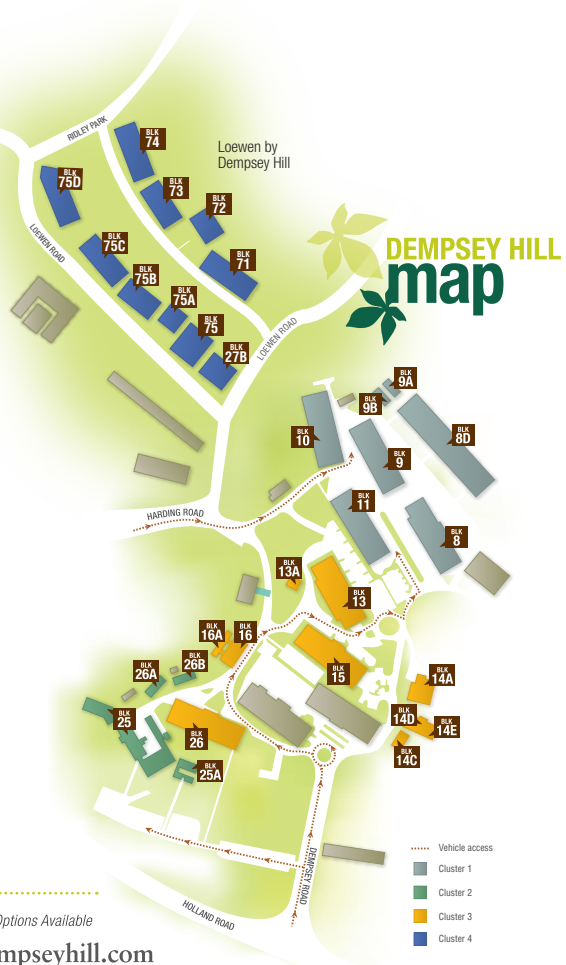 RIDLEY PARK
BLK
74
Loewen by
Dempsey Hill
BLK
75D
BLK
73
BLK
72
LOEWEN ROAD
BLK
75C
BLK
71
DEMPSEY HILL
map
BLK
75B
BLK
75A
BLK
75
BLK
27B
LOEWEN ROAD
BLK
9A
BLK
9B
BLK
10
BLK
8D
BLK
9
BLK
11
HARDING ROAD
BLK
8
BLK
13A
BLK
13
BLK
16A
BLK
16
BLK
26A
BLK
26B
BLK
15
BLK
14A
BLK
25
BLK
26
BLK
14D
BLK
14E
BLK
14C
BLK
25A
DEMPSEY ROAD
HOLLAND ROAD
Vehicle access
Cluster 1
Cluster 2
Cluster 3
Cluster 4
Options Available
mpseyhill.com